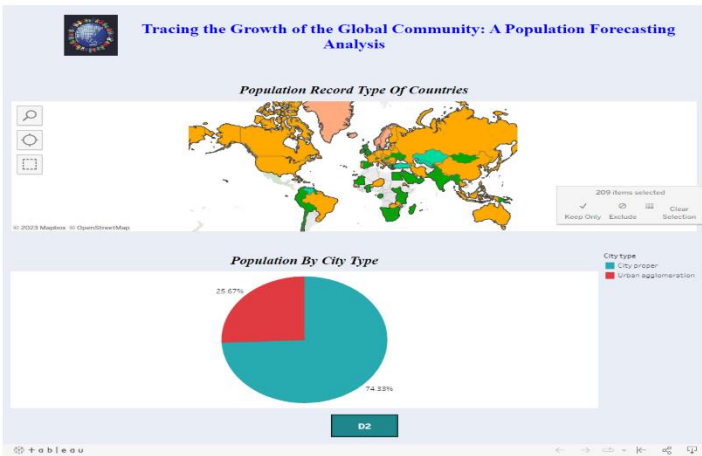 Tracing the Growth of the Global Community: A Population Forecasting
Analysis
Population Record Type Of Countries
209 items selected
Keep Only Exclude Clear
Selection
© 2023 Mapbox © OpenStreetMap
Population By City Type
City type
City proper
Urban agglomeration
25.67%
74.33%
D2
+ a b l e a u